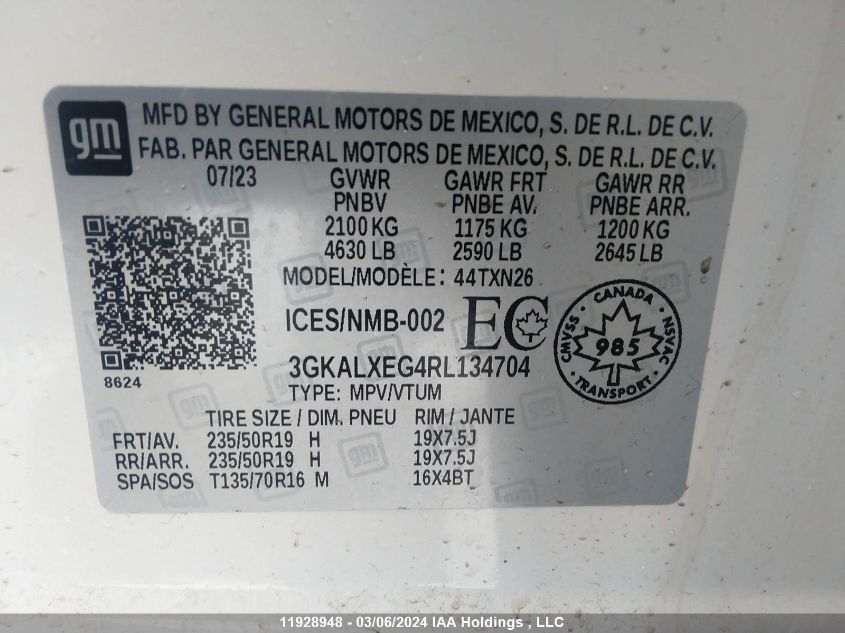 gm
MFD BY GENERAL MOTORS DE MEXICO, S. DE R.L. DE C.V.
FAB. PAR GENERAL MOTORS DE MEXICO, S. DE R.L. DE C.V.
07/23 GVWR GAWR FRT GAWR RR
PNBV PNBE AV. PNBE ARR.
2100 KG 1175 KG 1200 KG
4630 LB 2590 LB 2645 LB
MODEL/MODÈLE: 44TXN26
ICES/NMB-002 EC
CANADA
CMVSS 985 NSVAC
TRANSPORT
8624
3GKALXEG4RL134704
TYPE: MPV/VTUM
TIRE SIZE / DIM. PNEU RIM / JANTE
FRT/AV. 235/50R19 H 19X7.5J
RR/ARR. 235/50R19 H 19X7.5J
SPA/SOS T135/70R16 M 16X4BT
11928948 - 03/06/2024 IAA Holdings , LLC